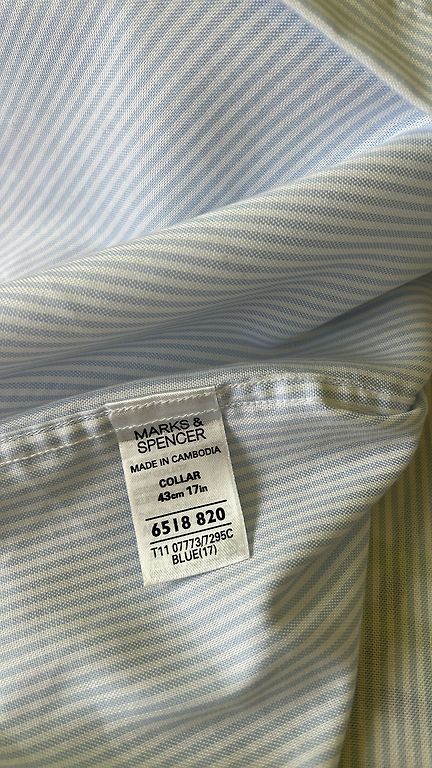 MARKS &
SPENCER
MADE IN CAMBODIA
COLLAR
43cm 17in
6518 820
T11 07773/7295C
BLUE(17)